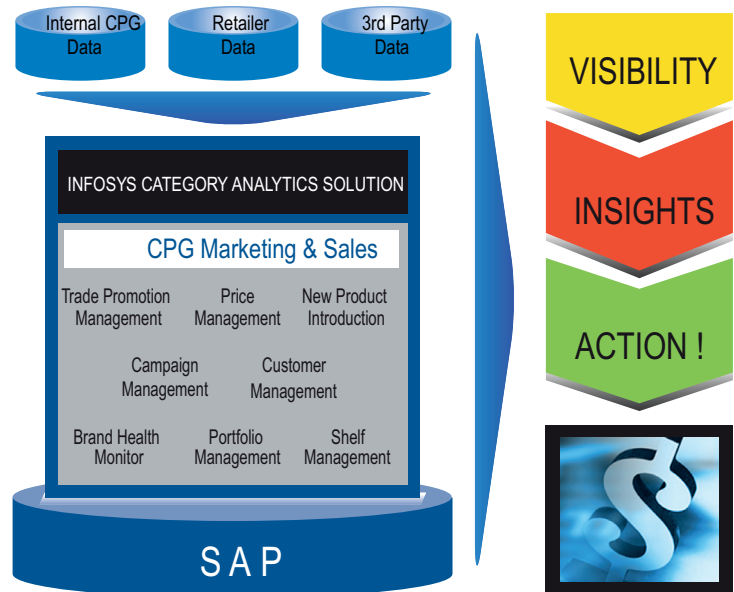 Internal CPG
Data
Retailer
Data
3rd Party
Data
INFOSYS CATEGORY ANALYTICS SOLUTION
CPG Marketing & Sales
Trade Promotion
Management
Price
Management
New Product
Introduction
Campaign
Management
Customer
Management
Brand Health
Monitor
Portfolio
Management
Shelf
Management
SAP
VISIBILITY
INSIGHTS
ACTION !
$